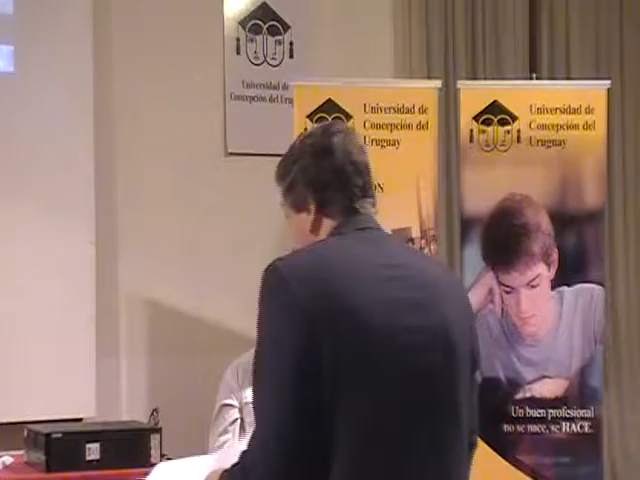 Universidad de
Concepción del Uru
Universidad de
Concepción del
Uruguay
ON
Universidad de
Concepción del
Uruguay
Un buen profesional
no se nace, se HACE.